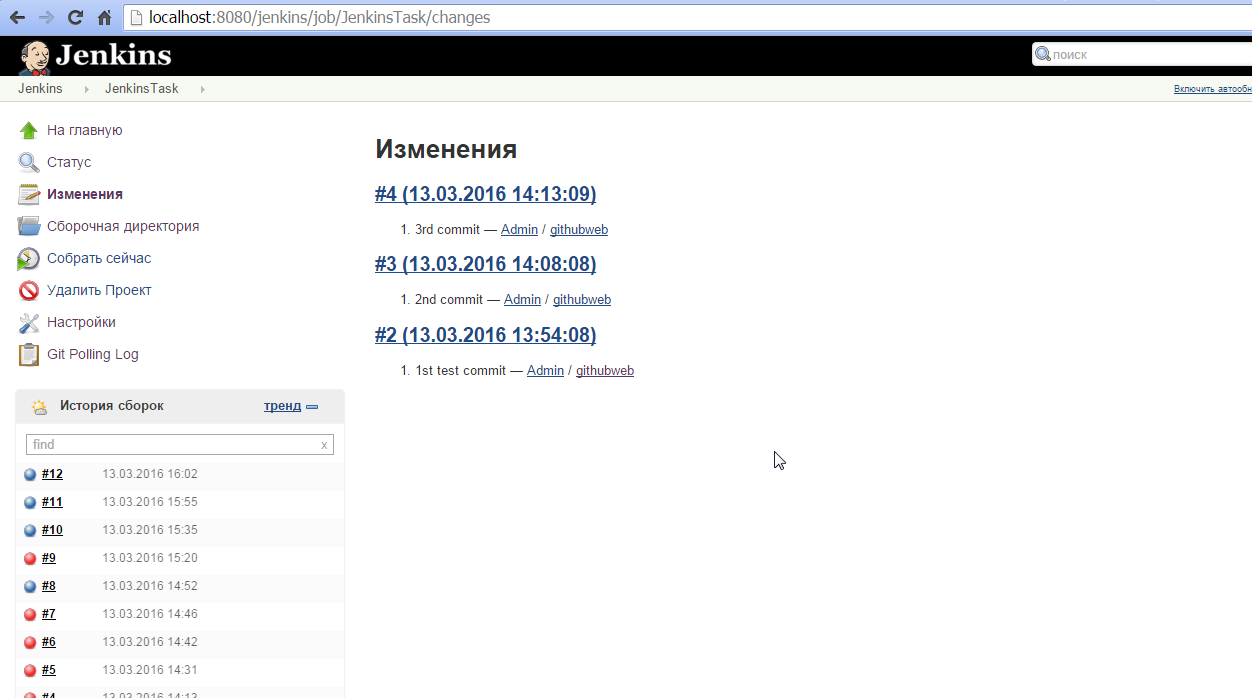 localhost:8080/jenkins/job/JenkinsTask/changes
Jenkins
поиск
Jenkins JenkinsTask
Включить автообн
На главную
Статус
Изменения
Сборочная директория
Собрать сейчас
Удалить Проект
Настройки
Git Polling Log
История сборок тренд
find x
#12 13.03.2016 16:02
#11 13.03.2016 15:55
#10 13.03.2016 15:35
#9 13.03.2016 15:20
#8 13.03.2016 14:52
#7 13.03.2016 14:46
#6 13.03.2016 14:42
#5 13.03.2016 14:31
#4 13.03.2016 14:13
Изменения
#4 (13.03.2016 14:13:09)
1. 3rd commit — Admin / githubweb
#3 (13.03.2016 14:08:08)
1. 2nd commit — Admin / githubweb
#2 (13.03.2016 13:54:08)
1. 1st test commit — Admin / githubweb